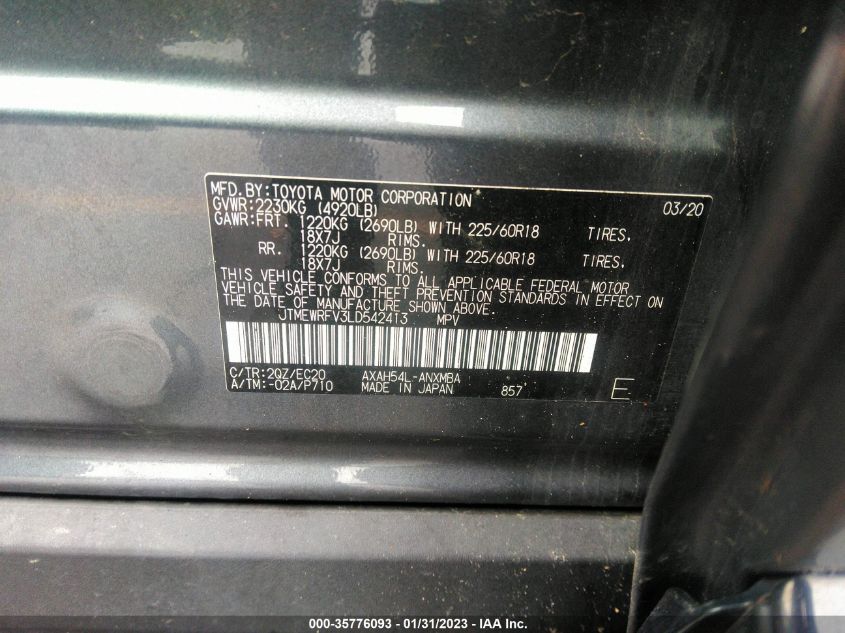 MFD. BY: TOYOTA MOTOR CORPORATION 03/20
GVWR: 2230KG (4920LB)
GAWR: FRT. 1220KG (2690LB) WITH 225/60R18 TIRES,
18X7J RIMS.
RR. 1220KG (2690LB) WITH 225/60R18 TIRES,
18X7J RIMS.
THIS VEHICLE CONFORMS TO ALL APPLICABLE FEDERAL MOTOR
VEHICLE SAFETY AND THEFT PREVENTION STANDARDS IN EFFECT ON
THE DATE OF MANUFACTURE SHOWN ABOVE.
JTMEWRFV3LD542413 MPV
C/TR: 2QZ/EC20 AXAH54L-ANXMBA
A/TM: -02A/P710 MADE IN JAPAN 857 E
000-35776093 - 01/31/2023 - IAA Inc.